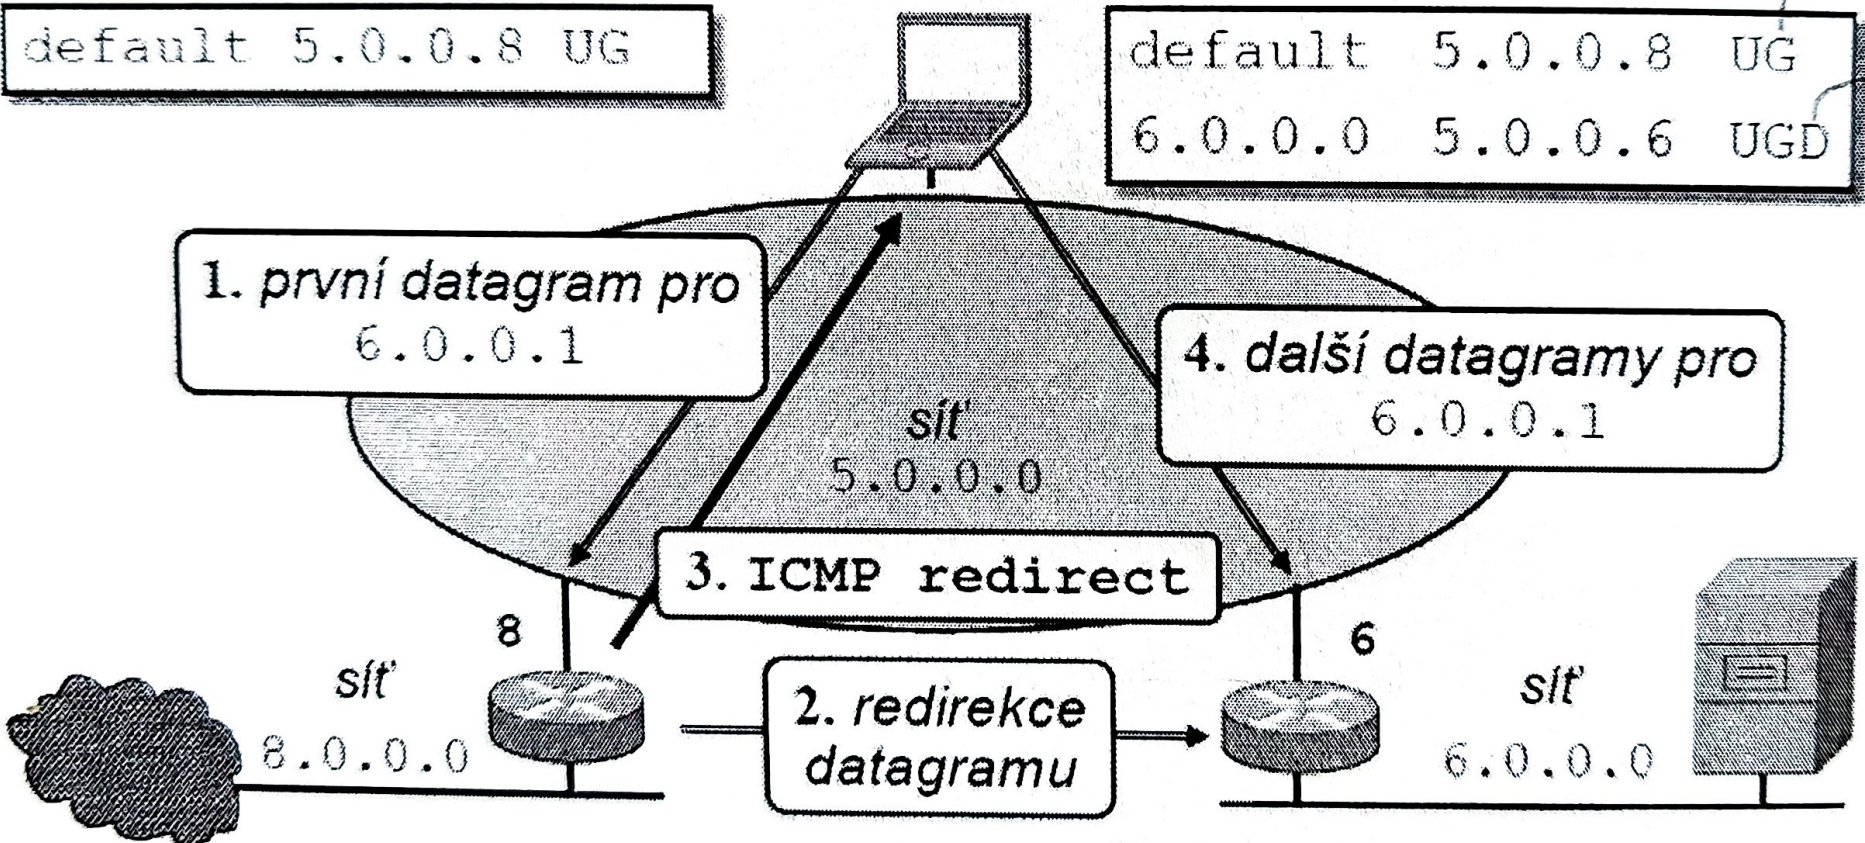 default 5.0.0.8 UG
default 5.0.0.8 UG
6.0.0.0 5.0.0.6 UGD
1. první datagram pro
6.0.0.1
4. další datagramy pro
6.0.0.1
síť
5.0.0.0
3. ICMP redirect
8
6
síť
8.0.0.0
2. redirekce
datagramu
síť
6.0.0.0